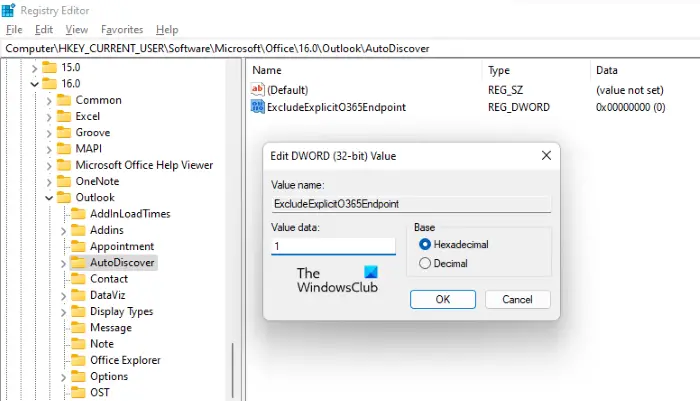 Registry Editor
File Edit View Favorites Help
Computer\HKEY_CURRENT_USER\Software\Microsoft\Office\16.0\Outlook\AutoDiscover
15.0
16.0
Common
Excel
Groove
MAPI
Microsoft Office Help Viewer
OneNote
Outlook
AddInLoadTimes
Addins
Appointment
AutoDiscover
Contact
DataViz
Display Types
Message
Note
Office Explorer
Options
OST
Name Type Data
ab (Default) REG_SZ (value not set)
ExcludeExplicitO365Endpoint REG_DWORD 0x00000000 (0)
Edit DWORD (32-bit) Value
Value name:
ExcludeExplicitO365Endpoint
Value data:
1
Base
Hexadecimal
Decimal
The
WindowsClub
OK Cancel